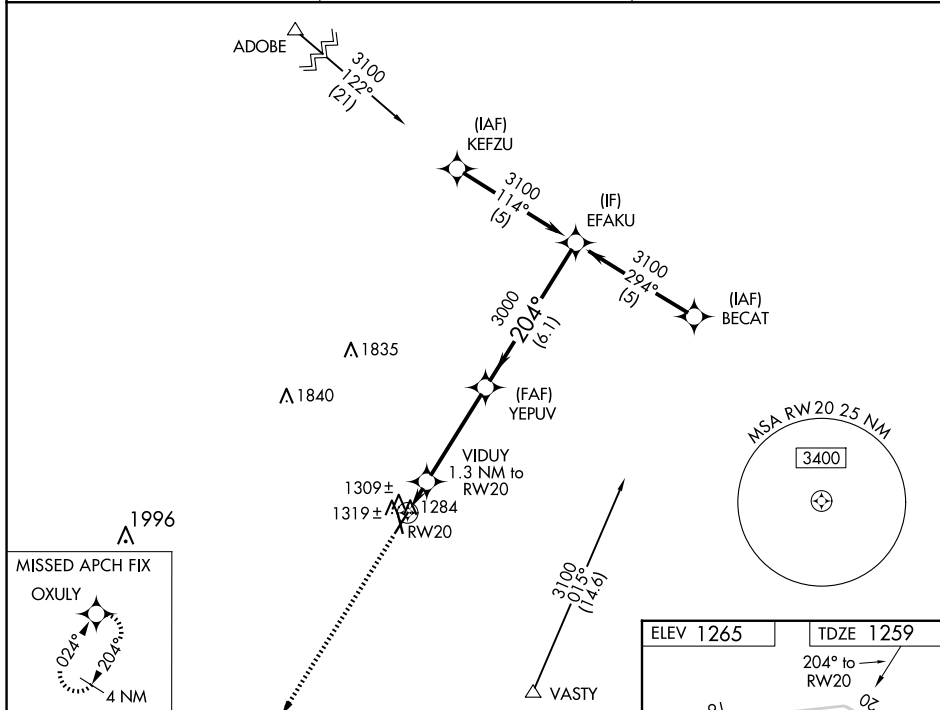 ADOBE
3100
122°
(21)
(IAF)
KEFZU
3100
114°
(5)
(IF)
EFAKU
3100
294°
(5)
(IAF)
BECAT
3000
204°
(6.1)
1835
1840
(FAF)
YEPUV
VIDUY
1.3 NM to
RW20
1309±
1319±
1284
RW20
MSA RW20 25 NM
3400
1996
MISSED APCH FIX
OXULY
024°
204°
4 NM
3100
015°
(14.6)
VASTY
ELEV 1265
TDZE 1259
204° to
RW20
20